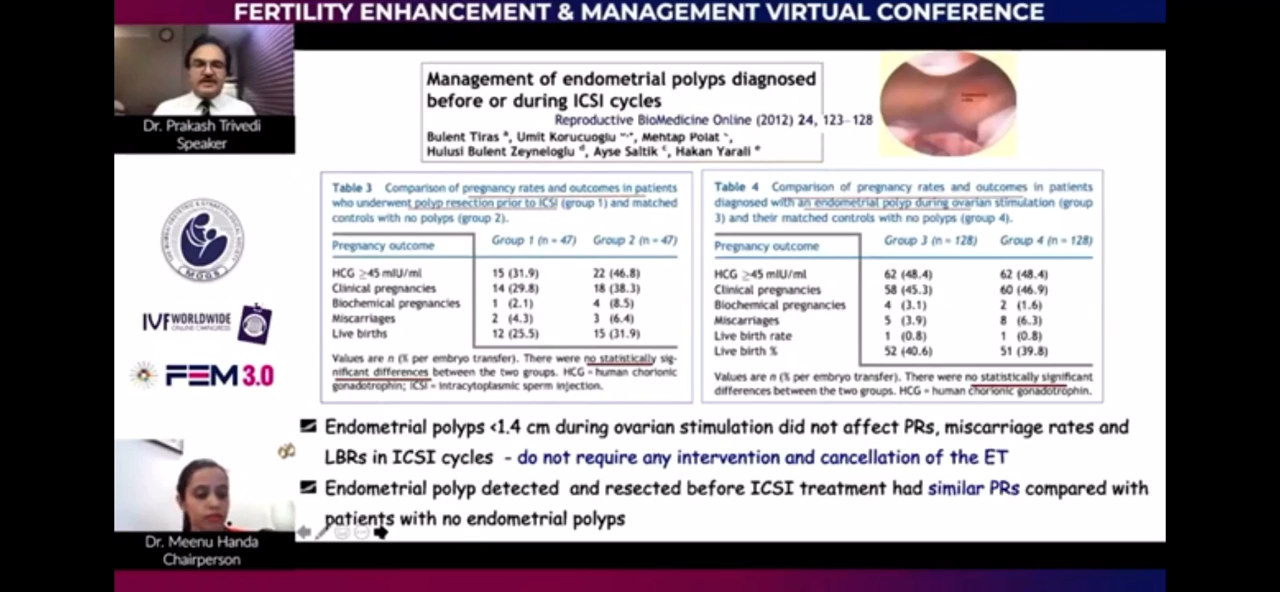 FERTILITY ENHANCEMENT & MANAGEMENT VIRTUAL CONFERENCE
Dr. Prakash Trivedi
Speaker
Management of endometrial polyps diagnosed
before or during ICSI cycles
Reproductive BioMedicine Online (2012) 24, 123–128
Bulent Tiras a, Umit Korucuoglu, Mehtap Polat c,
Hulusi Bulent Zeyneloglu d, Ayse Saltik c, Hakan Yarali e
MOGS
IVF WORLDWIDE
ONLINE CONGRESS
FEM 3.0
Table 3 Comparison of pregnancy rates and outcomes in patients
who underwent polyp resection prior to ICSI (group 1) and matched
controls with no polyps (group 2).
Pregnancy outcome Group 1 (n = 47) Group 2 (n = 47)
HCG ≥45 mIU/ml 15 (31.9) 22 (46.8)
Clinical pregnancies 14 (29.8) 18 (38.3)
Biochemical pregnancies 1 (2.1) 4 (8.5)
Miscarriages 2 (4.3) 3 (6.4)
Live births 12 (25.5) 15 (31.9)
Values are n (% per embryo transfer). There were no statistically sig-
nificant differences between the two groups. HCG = human chorionic
gonadotrophin; ICSI = intracytoplasmic sperm injection.
Table 4 Comparison of pregnancy rates and outcomes in patients
diagnosed with an endometrial polyp during ovarian stimulation (group
3) and their matched controls with no polyps (group 4).
Pregnancy outcome Group 3 (n = 128) Group 4 (n = 128)
HCG ≥45 mIU/ml 62 (48.4) 62 (48.4)
Clinical pregnancies 58 (45.3) 60 (46.9)
Biochemical pregnancies 4 (3.1) 2 (1.6)
Miscarriages 5 (3.9) 8 (6.3)
Live birth rate 1 (0.8) 1 (0.8)
Live birth % 52 (40.6) 51 (39.8)
Values are n (% per embryo transfer). There were no statistically significant
differences between the two groups. HCG = human chorionic gonadotrophin.
Endometrial polyps <1.4 cm during ovarian stimulation did not affect PRs, miscarriage rates and
LBRs in ICSI cycles - do not require any intervention and cancellation of the ET
Endometrial polyp detected and resected before ICSI treatment had similar PRs compared with
patients with no endometrial polyps
Dr. Meenu Handa
Chairperson